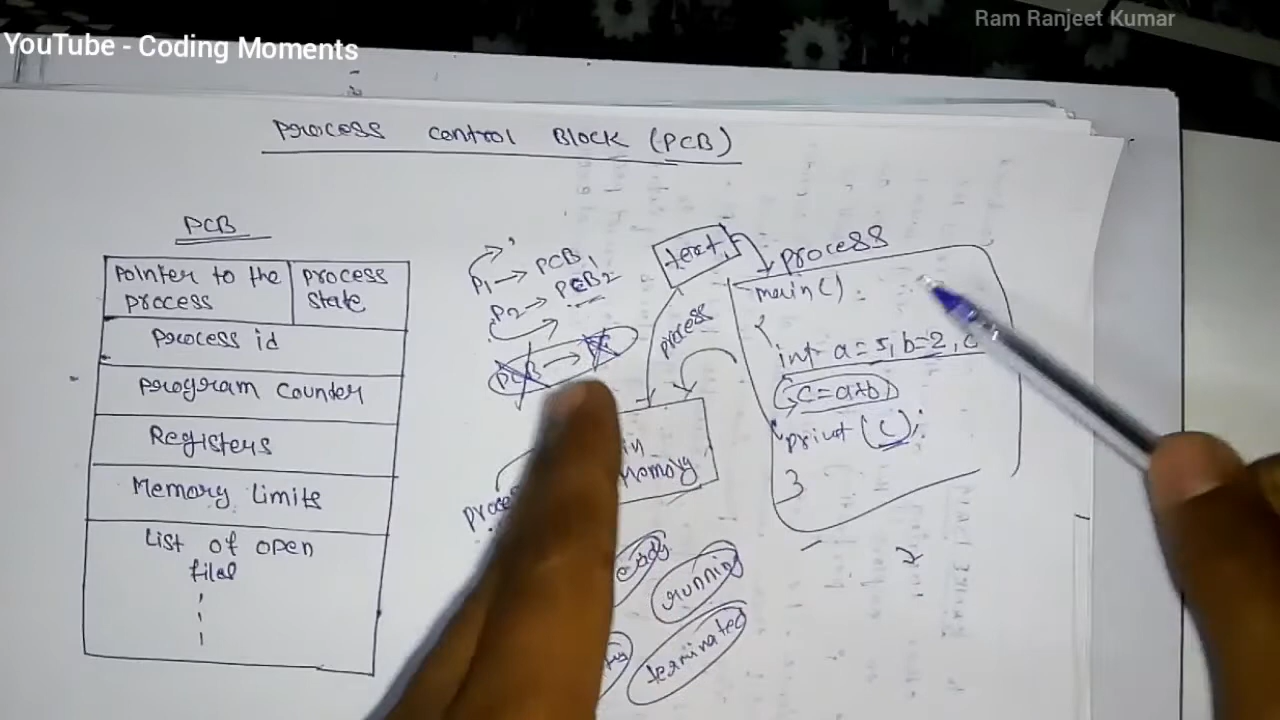 Ram Ranjeet Kumar
YouTube - Coding Moments
Process Control Block (PCB)
PCB
Pointer to the process
Process State
Process id
Program Counter
Registers
Memory Limits
List of open
files
P1 → PCB1
P2 → PCB2
text
process
process
main()
{
int a = 5, b = 2, c
c = a+b
print (c);
}
Memory
running
terminated